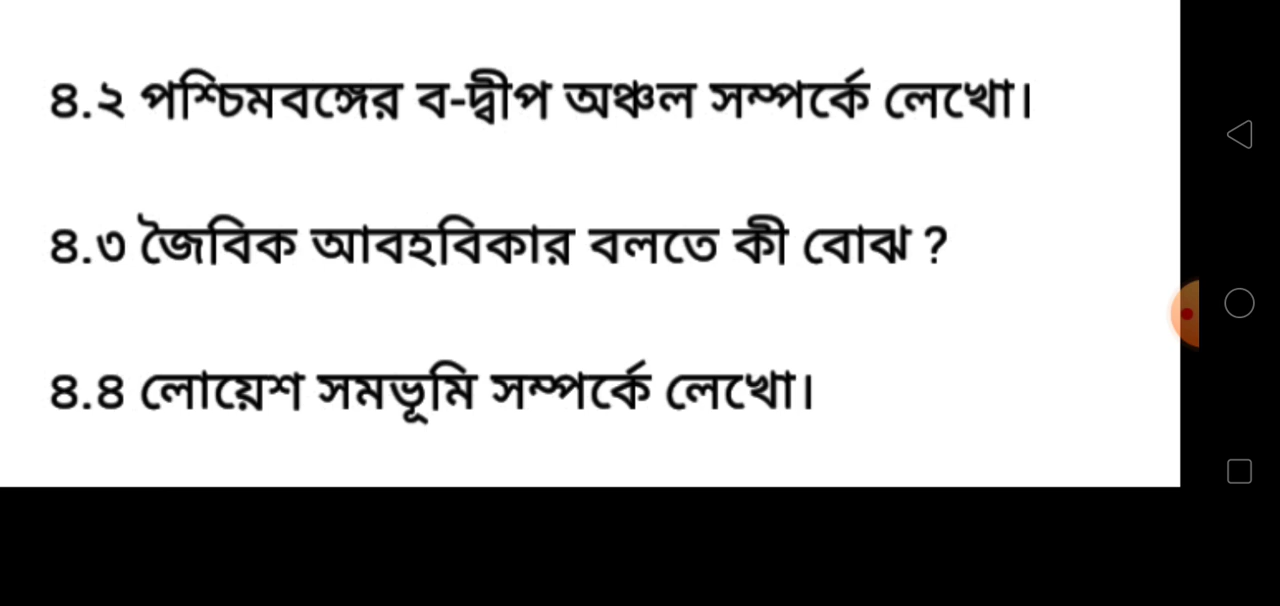 ৪.২ পশ্চিমবঙ্গের ব-দ্বীপ অঞ্চল সম্পর্কে লেখো।
৪.৩ জৈবিক আবহবিকার বলতে কী বোঝ ?
৪.৪ লোয়েশ সমভূমি সম্পর্কে লেখো।